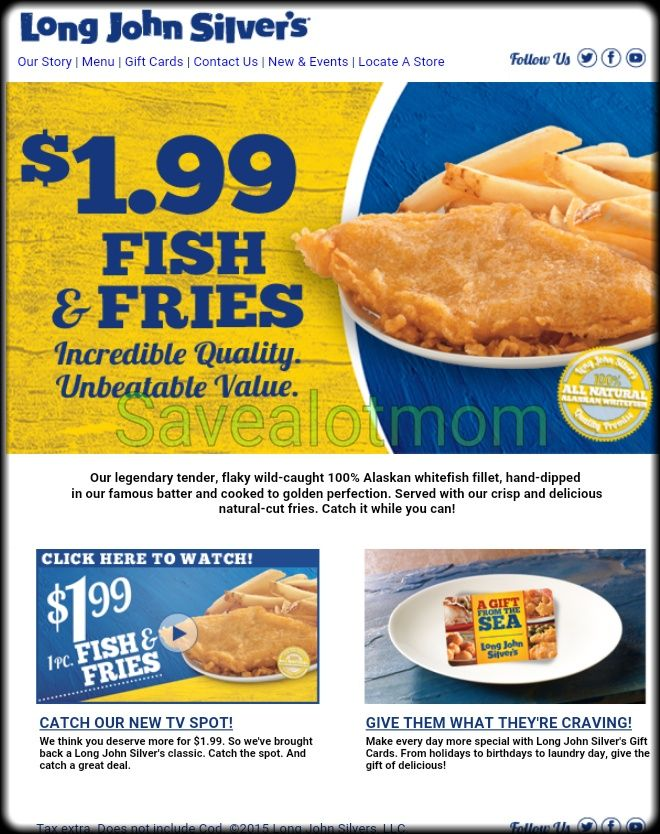 Long John Silver's
Our Story | Menu | Gift Cards | Contact Us | New & Events | Locate A Store
Follow Us
$1.99
FISH
& FRIES
Incredible Quality.
Unbeatable Value.
Savealotmom
Long John Silver's
100%
ALL NATURAL
ALASKAN WHITEFISH
Quality Promise
Our legendary tender, flaky wild-caught 100% Alaskan whitefish fillet, hand-dipped
in our famous batter and cooked to golden perfection. Served with our crisp and delicious
natural-cut fries. Catch it while you can!
CLICK HERE TO WATCH!
$199
1 PC. FISH &
FRIES
A GIFT
FROM THE
SEA
Long John
Silver's
CATCH OUR NEW TV SPOT!
We think you deserve more for $1.99. So we've brought
back a Long John Silver's classic. Catch the spot. And
catch a great deal.
GIVE THEM WHAT THEY'RE CRAVING!
Make every day more special with Long John Silver's Gift
Cards. From holidays to birthdays to laundry day, give the
gift of delicious!
Tax extra. Does not include Cod. ©2015 Long John Silvers, LLC
Follow Us